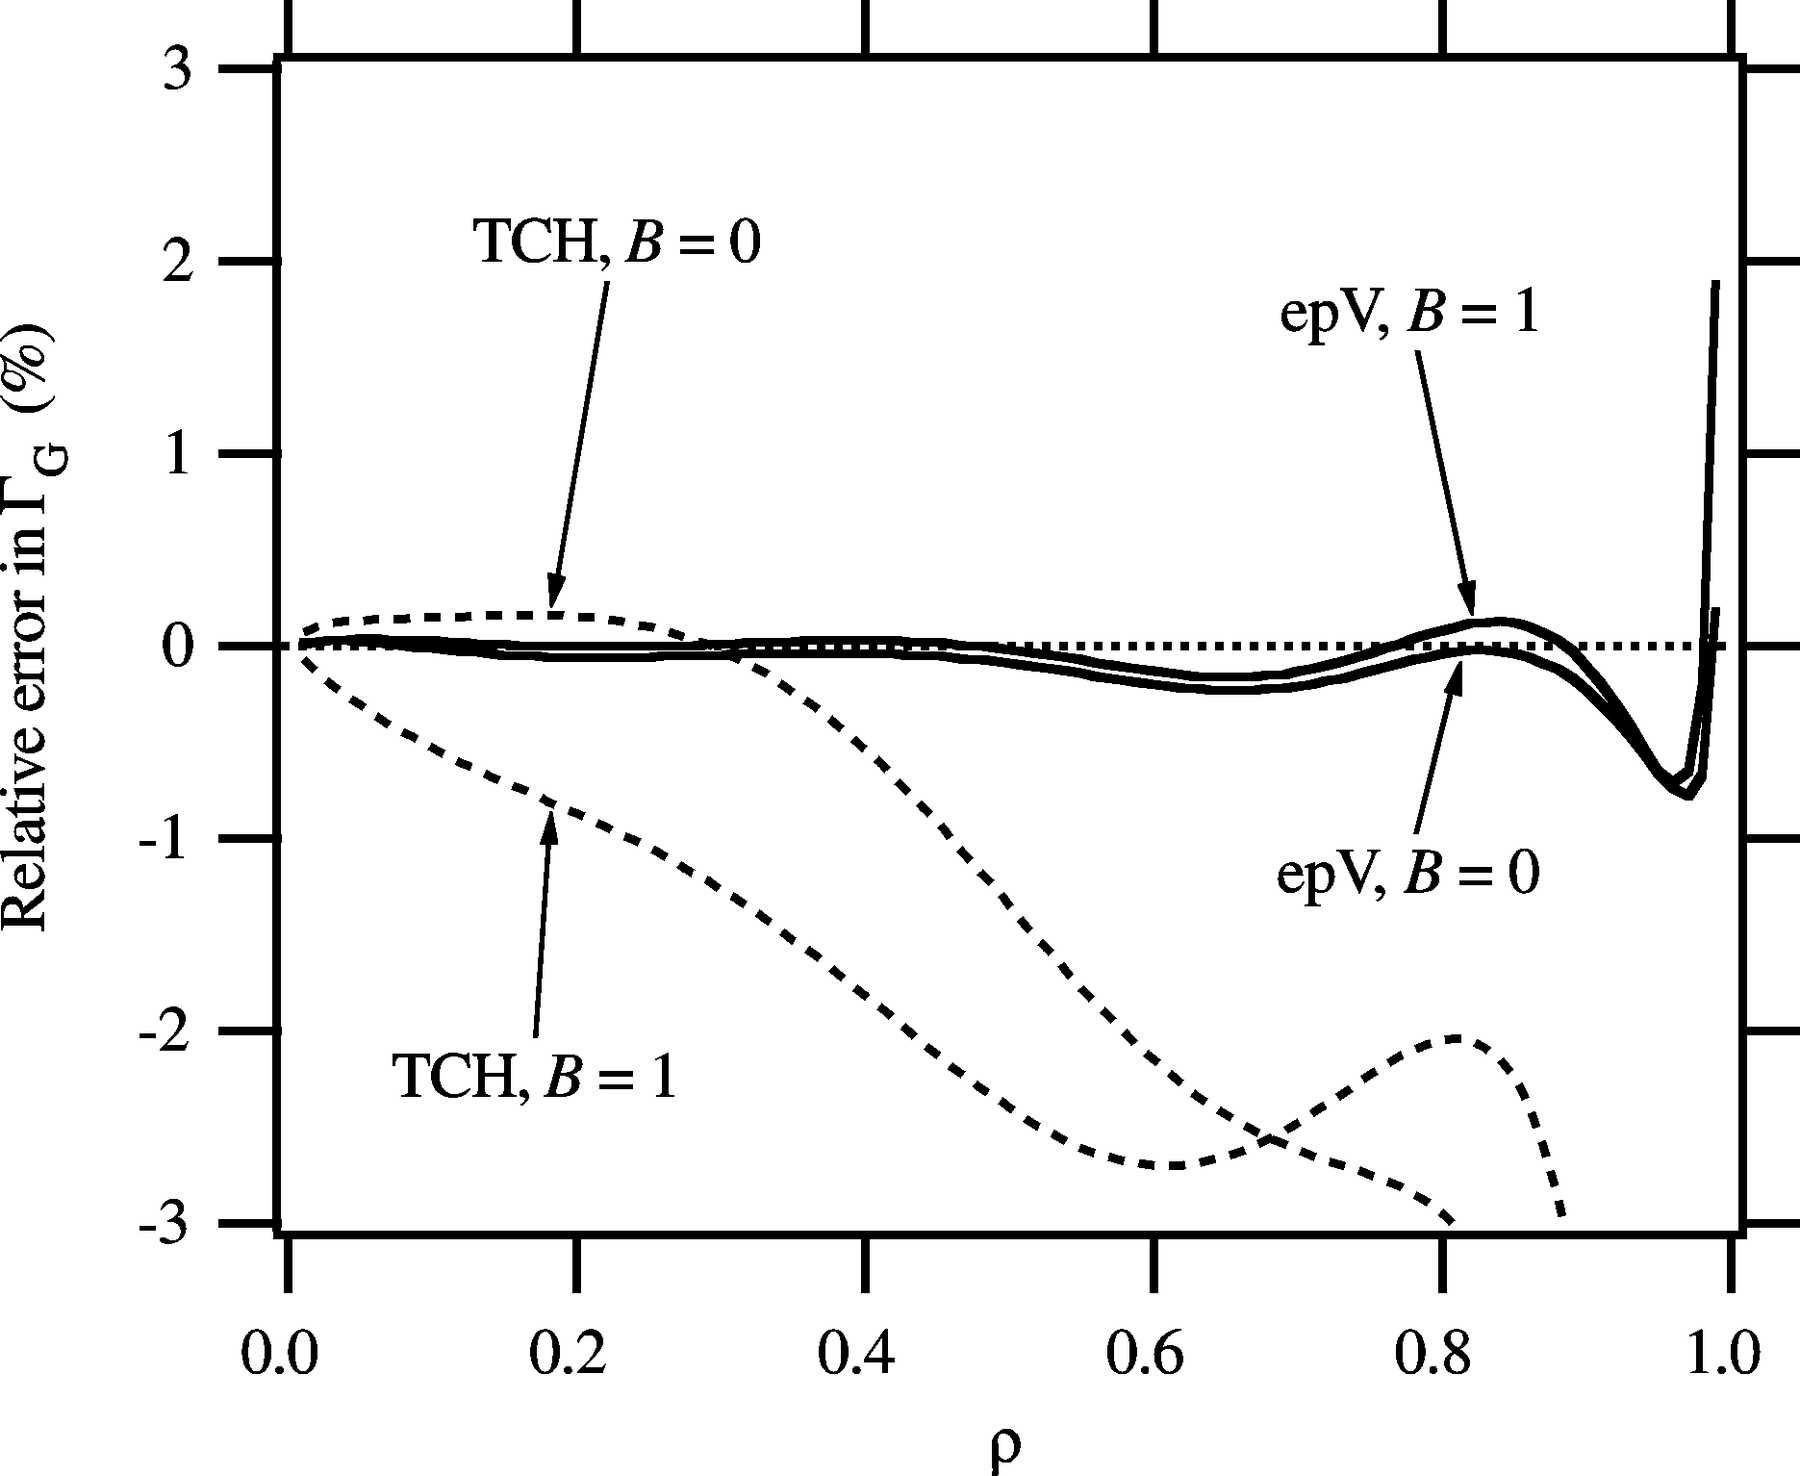 3
2
1
0
-1
-2
-3
Relative error in ΓG (%)
TCH, B = 0
epV, B = 1
epV, B = 0
TCH, B = 1
0.0 0.2 0.4 0.6 0.8 1.0
ρ